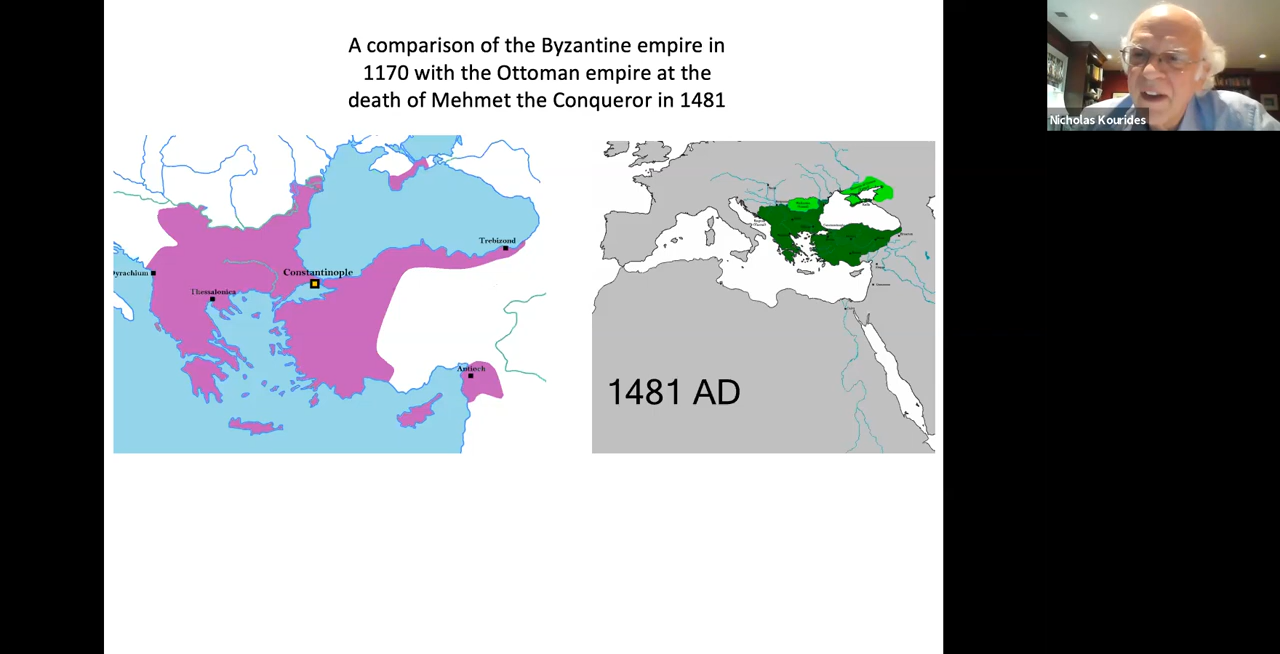 A comparison of the Byzantine empire in
1170 with the Ottoman empire at the
death of Mehmet the Conqueror in 1481
Nicholas Kourides
Trebizond
Constantinople
Dyrachium
Thessalonica
Antioch
1481 AD